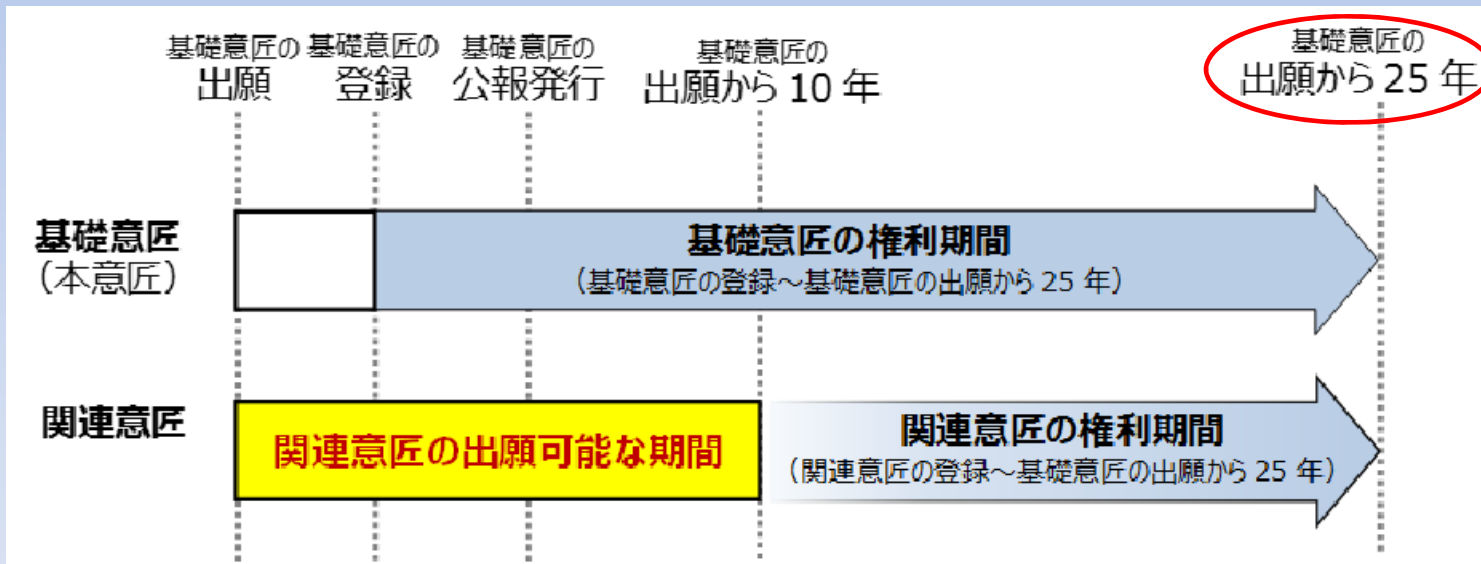 基礎意匠の
出願
基礎意匠の
登録
基礎意匠の
公報発行
基礎意匠の
出願から 10 年
基礎意匠の
出願から 25 年
基礎意匠
（本意匠）
基礎意匠の権利期間
（基礎意匠の登録～基礎意匠の出願から 25 年）
関連意匠
関連意匠の出願可能な期間
関連意匠の権利期間
（関連意匠の登録～基礎意匠の出願から 25 年）